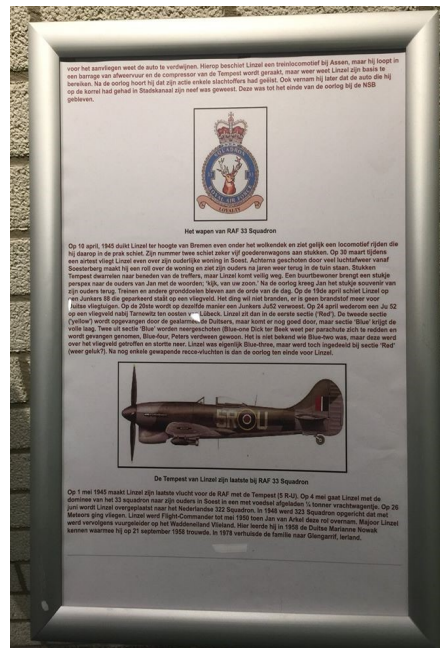 voor het aanvliegen weet de auto te verdwijnen. Hierop beschiet Linzel een treinlocomotief bij Assen, maar hij loopt in
een barrage van afweervuur en de compressor van de Tempest wordt geraakt, maar weer weet Linzel zijn basis te
bereiken. Na de oorlog hoort hij dat zijn actie enkele slachtoffers had geëist. Ook vernam hij later dat de auto die hij
op de korrel had gehad in Stadskanaal zijn neef was geweest. Deze was tot het einde van de oorlog bij de NSB
gebleven.
SQUADRON
ROYAL AIR FORCE
LOYALTY
Het wapen van RAF 33 Squadron
Op 10 april, 1945 duikt Linzel ter hoogte van Bremen even onder het wolkendek en ziet gelijk een locomotief rijden die
hij daarop in de prak schiet. Zijn nummer twee schiet zeker vijf goederenwagons aan stukken. Op 30 maart tijdens
een airtest vliegt Linzel even over zijn ouderlijke woning in Soest. Achterna geschoten door veel luchtafweer vanaf
Soesterberg maakt hij een roll over de woning en ziet zijn ouders na jaren weer terug in de tuin staan. Stukken
Tempest dwarrelen naar beneden van de treffers, maar Linzel komt veilig weg. Een buurtbewoner brengt een stukje
perspex naar de ouders van Jan met de woorden; 'kijk, van uw zoon.' Na de oorlog kreeg Jan het stukje souvenir van
zijn ouders terug. Treinen en andere gronddoelen bleven aan de orde van de dag. Op de 19de april schiet Linzel op
een Junkers 88 die geparkeerd staat op een vliegveld. Het ding wil niet branden, er is geen brandstof meer voor
Duitse vliegtuigen. Op de 20ste wordt op dezelfde manier een Junkers Ju52 verwoest. Op 24 april wederom een Ju 52
op een vliegveld nabij Tarnewitz ten oosten Lübeck. Linzel zit dan in de eerste sectie ('Red'). De tweede sectie
('yellow') wordt opgevangen door de gealarmeerde Duitsers, maar komt er nog goed door, maar sectie 'Blue' krijgt de
volle laag. Twee uit sectie 'Blue' worden neergeschoten (Blue-one Dick ter Beek weet per parachute zich te redden en
wordt gevangen genomen, Blue-four, Peters verdween gewoon. Het is niet bekend wie Blue-two was, maar deze werd
over het vliegveld getroffen en stortte neer. Linzel was eigenlijk Blue-three, maar werd toch ingedeeld bij sectie 'Red'
(weer geluk?). Na nog enkele gewapende recce-vluchten is dan de oorlog ten einde voor Linzel.
5R U
De Tempest van Linzel zijn laatste bij RAF 33 Squadron
Op 1 mei 1945 maakt Linzel zijn laatste vlucht voor de RAF met de Tempest (5 R-U). Op 4 mei gaat Linzel met de
dominee van het 33 squadron naar zijn ouders in Soest in een met voedsel afgeladen ¾ tonner vrachtwagentje. Op 26
juni wordt Linzel overgeplaatst naar het Nederlandse 322 Squadron. In 1948 werd 323 Squadron opgericht dat met
Meteors ging vliegen. Linzel werd Flight-Commander tot mei 1950 toen Jan van Arkel deze rol overnam. Majoor Linzel
werd vervolgens vuurgeleider op het Waddeneiland Vlieland. Hier leerde hij in 1958 de Duitse Marianne Nowak
kennen waarmee hij op 21 september 1958 trouwde. In 1978 verhuisde de familie naar Glengarrif, Ierland.